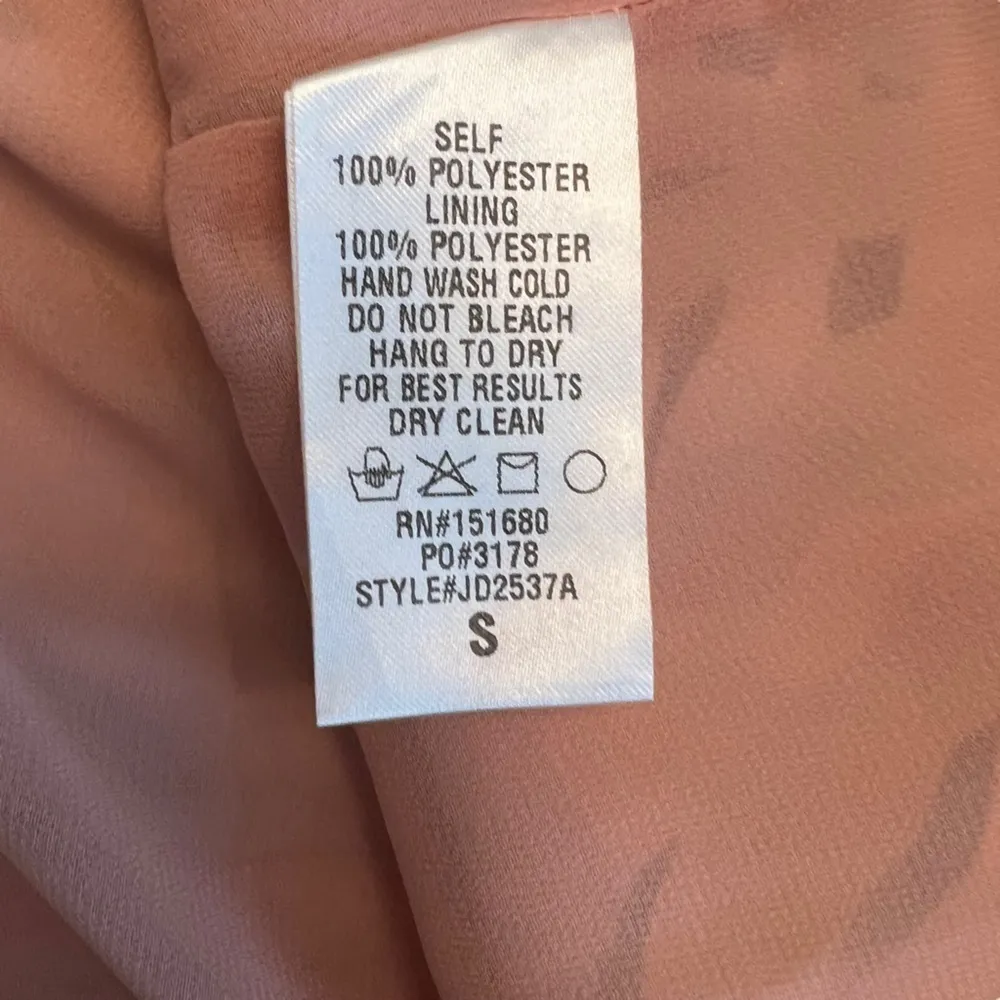 SELF
100% POLYESTER
LINING
100% POLYESTER
HAND WASH COLD
DO NOT BLEACH
HANG TO DRY
FOR BEST RESULTS
DRY CLEAN
RN#151680
PO#3178
STYLE#JD2537A
S